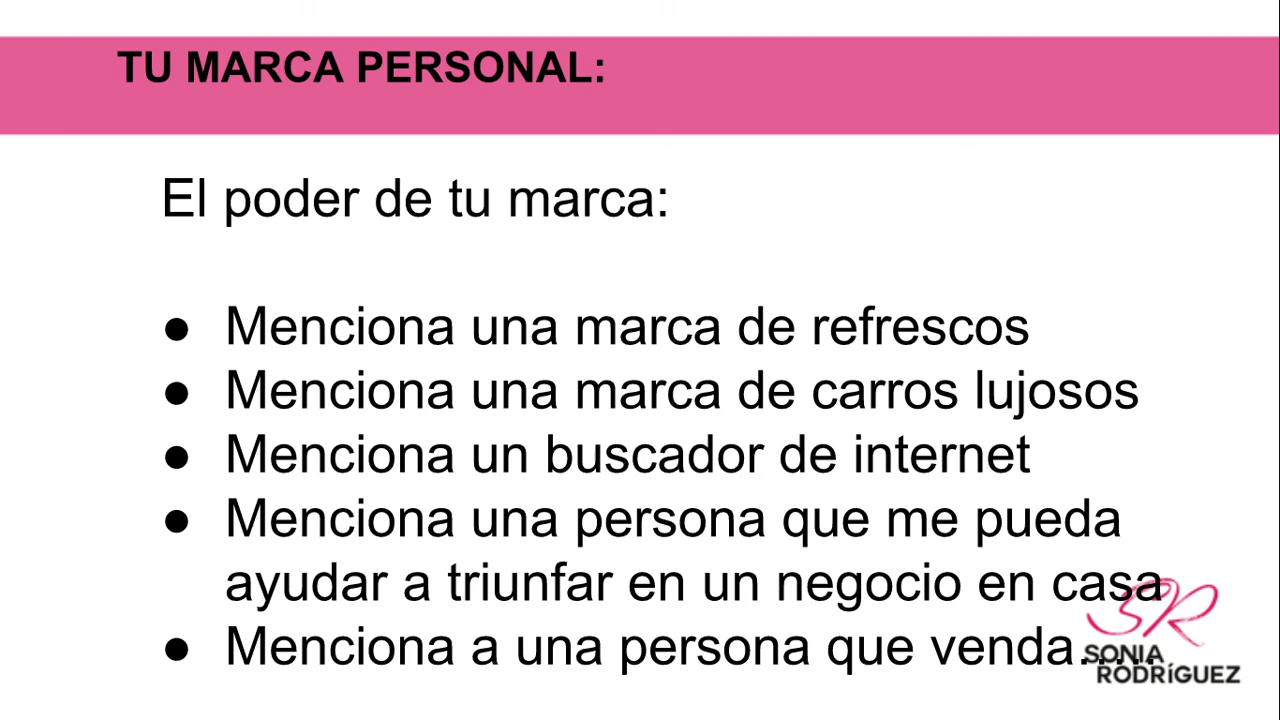 TU MARCA PERSONAL:
El poder de tu marca:
● Menciona una marca de refrescos
● Menciona una marca de carros lujosos
● Menciona un buscador de internet
● Menciona una persona que me pueda
ayudar a triunfar en un negocio en casa
● Menciona a una persona que venda.....
SR
SONIA
RODRíGUEZ